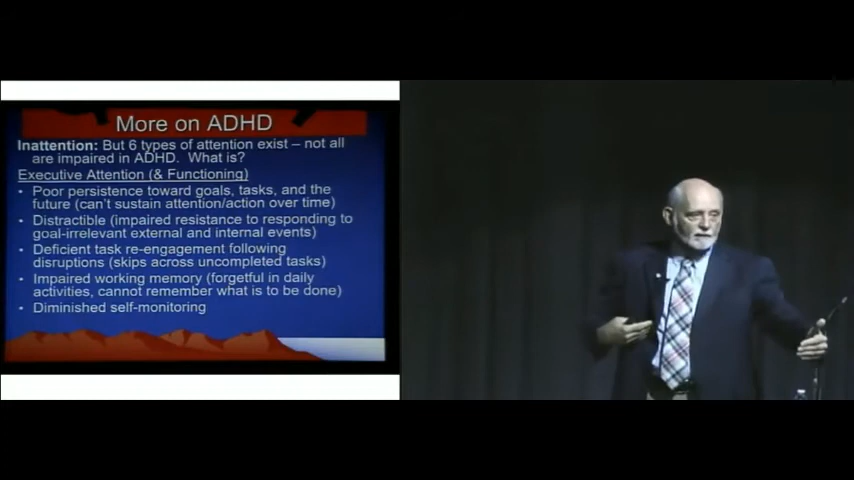 More on ADHD
Inattention: But 6 types of attention exist – not all
are impaired in ADHD. What is?
Executive Attention (& Functioning)
• Poor persistence toward goals, tasks, and the
future (can't sustain attention/action over time)
• Distractible (impaired resistance to responding to
goal-irrelevant external and internal events)
• Deficient task re-engagement following
disruptions (skips across uncompleted tasks)
• Impaired working memory (forgetful in daily
activities, cannot remember what is to be done)
• Diminished self-monitoring